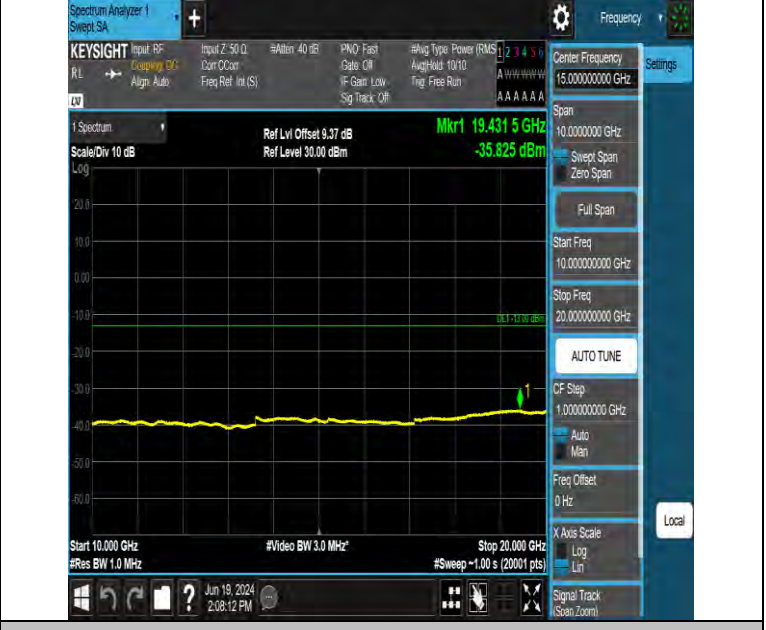 Spectrum Analyzer 1
Swept SA
+
Frequency
KEYSIGHT
RL
LXI
Input: RF
Coupling: DC
Align: Auto
Input Z: 50 Ω
Corr CCorr
Freq Ref: Int (S)
#Atten: 40 dB
PNO: Fast
Gate: Off
IF Gain: Low
Sig Track: Off
#Avg Type: Power (RMS
Avg|Hold: 10/10
Trig: Free Run
1 2 3 4 5 6
A W W W W W
A A A A A A
1 Spectrum
Scale/Div 10 dB
Log
Ref Lvl Offset 9.37 dB
Ref Level 30.00 dBm
Mkr1 19.431 5 GHz
-35.825 dBm
20.0
10.0
0.00
-10.0
-20.0
-30.0
-40.0
-50.0
-60.0
DL1 -13.00 dBm
1
Start 10.000 GHz
#Res BW 1.0 MHz
#Video BW 3.0 MHz*
Stop 20.000 GHz
#Sweep ~1.00 s (20001 pts)
Center Frequency
15.000000000 GHz
Settings
Span
10.0000000 GHz
Swept Span
Zero Span
Full Span
Start Freq
10.000000000 GHz
Stop Freq
20.000000000 GHz
AUTO TUNE
CF Step
1.000000000 GHz
Auto
Man
Freq Offset
0 Hz
X Axis Scale
Log
Lin
Signal Track
(Span Zoom)
Local
?
Jun 19, 2024
2:08:12 PM